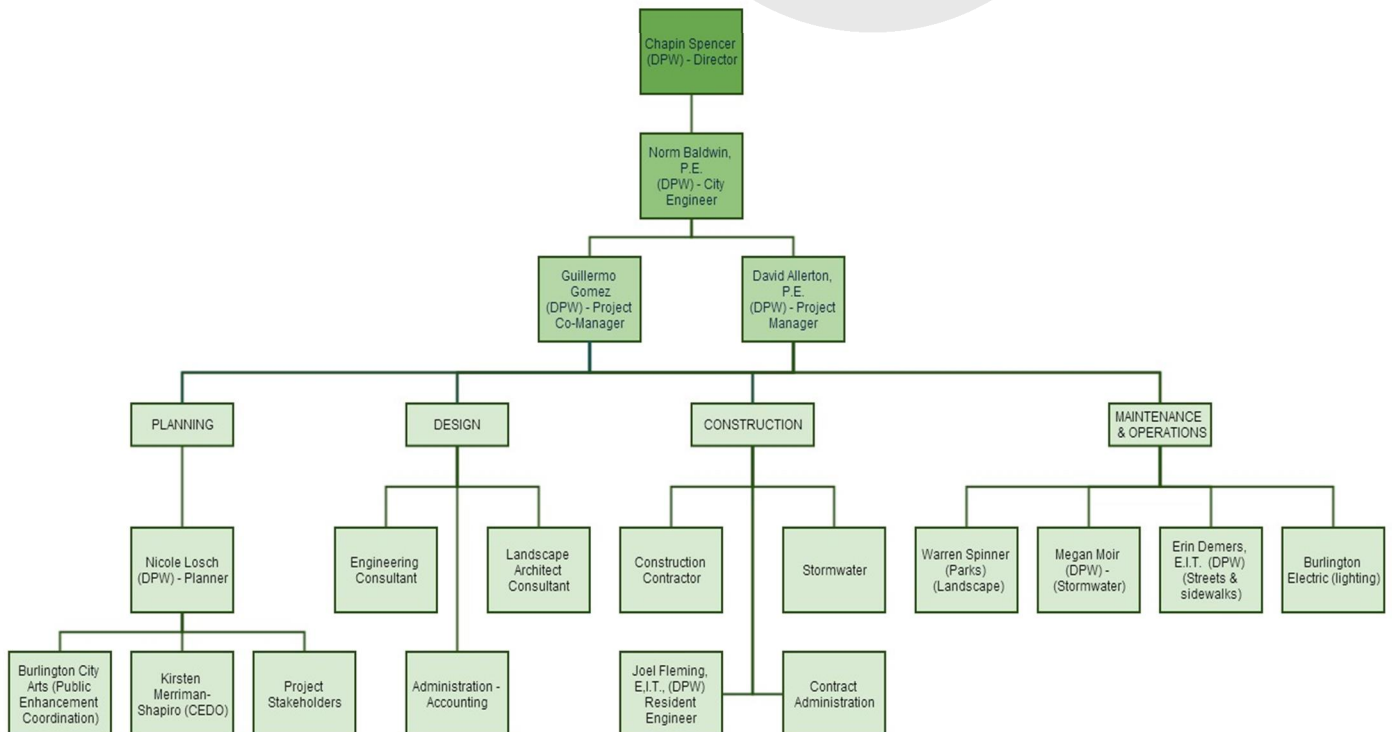 Chapin Spencer
(DPW) - Director
Norm Baldwin,
P.E.
(DPW) - City
Engineer
Guillermo
Gomez
(DPW) - Project
Co-Manager
David Allerton,
P.E.
(DPW) - Project
Manager
PLANNING
DESIGN
CONSTRUCTION
MAINTENANCE
& OPERATIONS
Nicole Losch
(DPW) - Planner
Engineering
Consultant
Landscape
Architect
Consultant
Construction
Contractor
Stormwater
Warren Spinner
(Parks)
(Landscape)
Megan Moir
(DPW) -
(Stormwater)
Erin Demers,
E.I.T. (DPW)
(Streets &
sidewalks)
Burlington
Electric (lighting)
Burlington City
Arts (Public
Enhancement
Coordination)
Kirsten
Merriman-
Shapiro (CEDO)
Project
Stakeholders
Administration -
Accounting
Joel Fleming,
E,I.T., (DPW)
Resident
Engineer
Contract
Administration